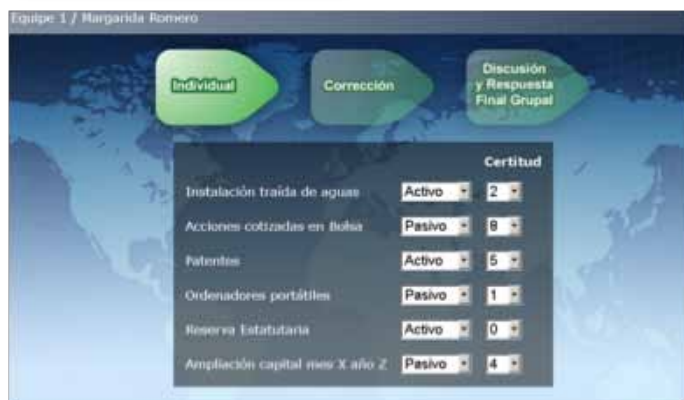 Equipe 1 / Margarida Romero
Individual
Corrección
Discusión
y Respuesta
Final Grupal
Certitud
Instalación traída de aguas Activo 2
Acciones cotizadas en Bolsa Pasivo 8
Patentes Activo 5
Ordenadores portátiles Pasivo 1
Reserva Estatutaria Activo 0
Ampliación capital mes X año Z Pasivo 4